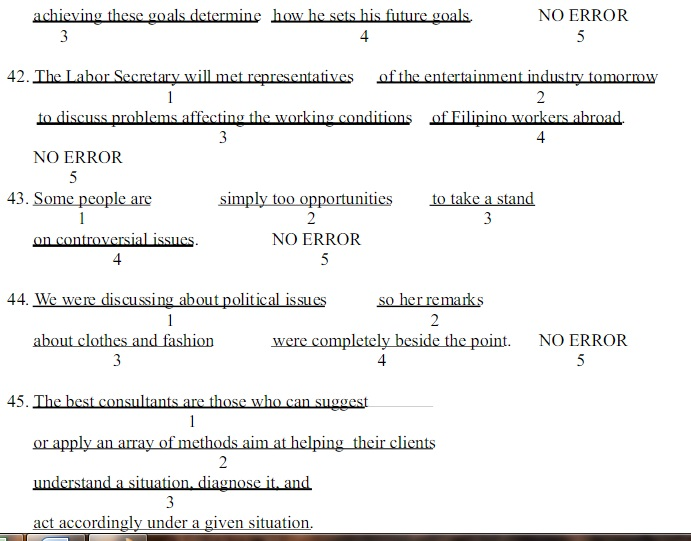 achieving these goals determine how he sets his future goals. NO ERROR
3 4 5
42. The Labor Secretary will met representatives of the entertainment industry tomorrow
1 2
to discuss problems affecting the working conditions of Filipino workers abroad.
3 4
NO ERROR
5
43. Some people are simply too opportunities to take a stand
1 2 3
on controversial issues. NO ERROR
4 5
44. We were discussing about political issues so her remarks
1 2
about clothes and fashion were completely beside the point. NO ERROR
3 4 5
45. The best consultants are those who can suggest
1
or apply an array of methods aim at helping their clients
2
understand a situation, diagnose it, and
3
act accordingly under a given situation.